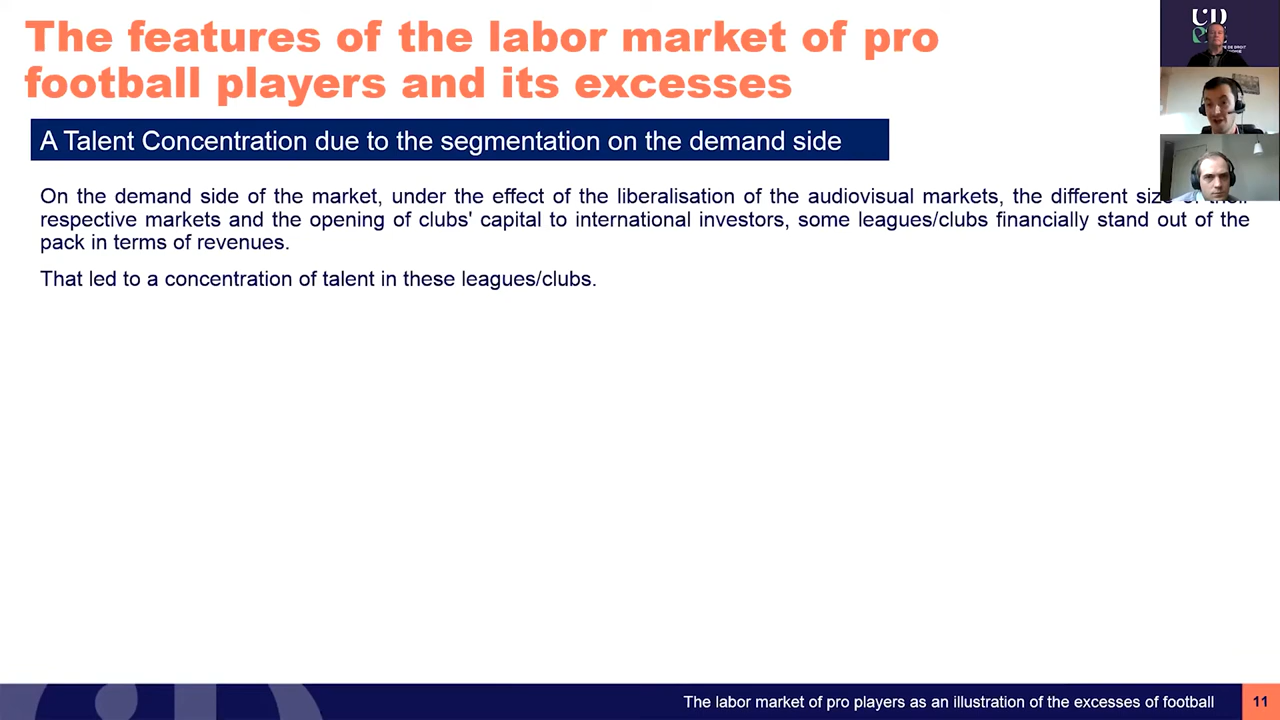 The features of the labor market of pro
football players and its excesses
A Talent Concentration due to the segmentation on the demand side
On the demand side of the market, under the effect of the liberalisation of the audiovisual markets, the different size of their
respective markets and the opening of clubs' capital to international investors, some leagues/clubs financially stand out of the
pack in terms of revenues.
That led to a concentration of talent in these leagues/clubs.
The labor market of pro players as an illustration of the excesses of football
11